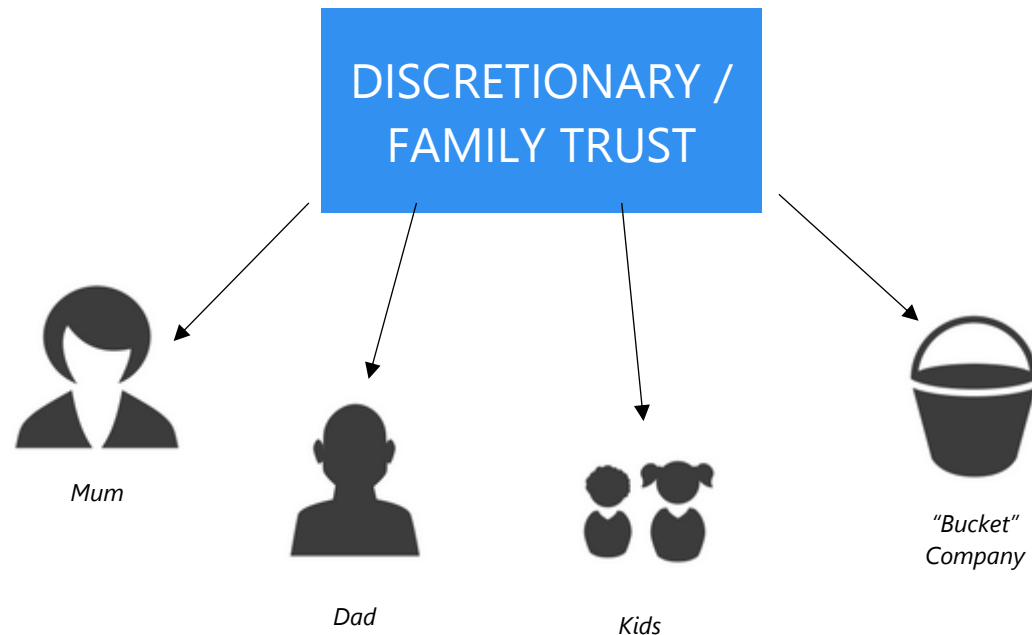 DISCRETIONARY /
FAMILY TRUST
Mum
Dad
Kids
“Bucket”
Company